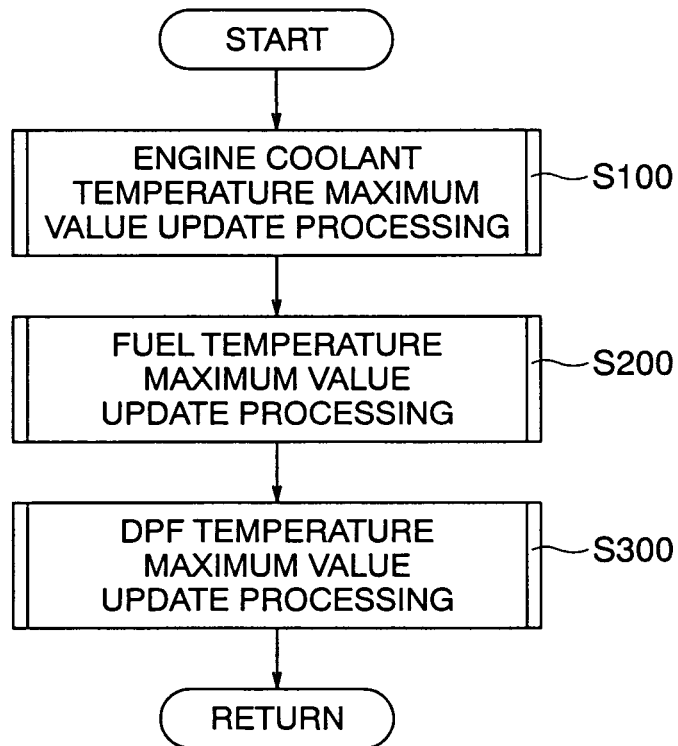 START
ENGINE COOLANT
TEMPERATURE MAXIMUM
VALUE UPDATE PROCESSING
S100
FUEL TEMPERATURE
MAXIMUM VALUE
UPDATE PROCESSING
S200
DPF TEMPERATURE
MAXIMUM VALUE
UPDATE PROCESSING
S300
RETURN